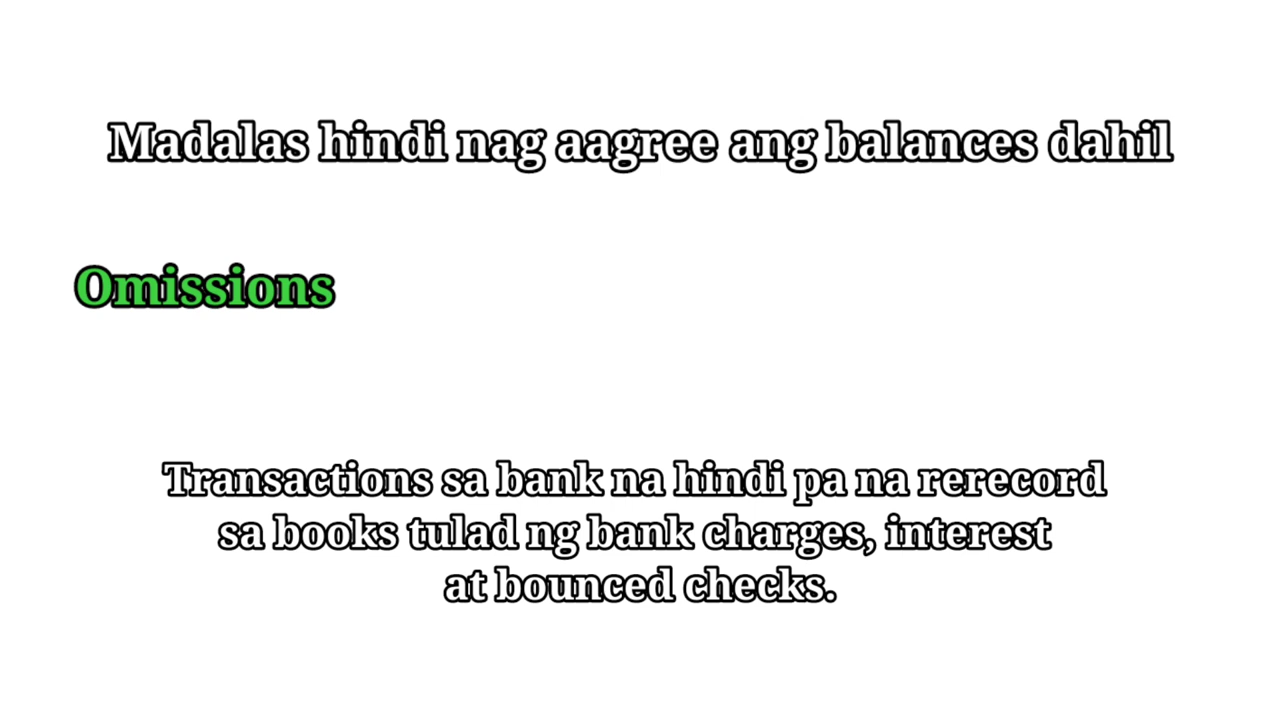 Madalas hindi nag aagree ang balances dahil
Omissions
Transactions sa bank na hindi pa na rerecord
sa books tulad ng bank charges, interest
at bounced checks.